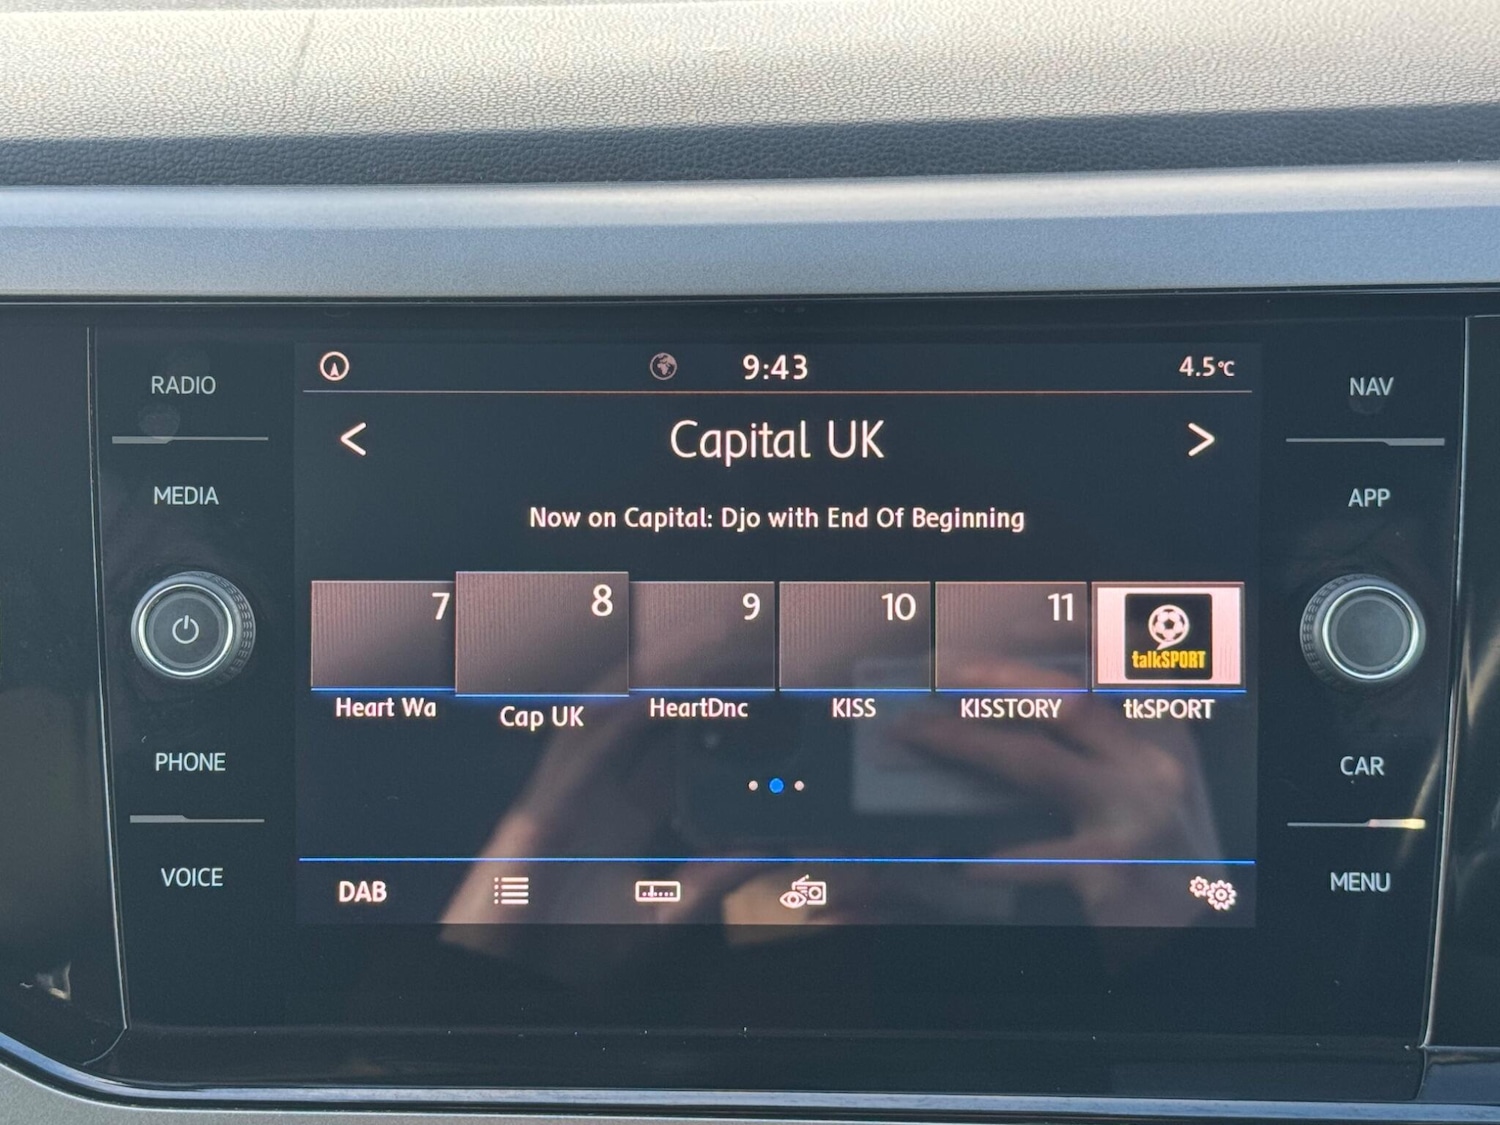 RADIO
MEDIA
PHONE
VOICE
9:43
4.5°C
< Capital UK >
Now on Capital: Djo with End Of Beginning
7 8 9 10 11 talkSPORT
Heart Wa Cap UK HeartDnc KISS KISSTORY tkSPORT
DAB
NAV
APP
CAR
MENU